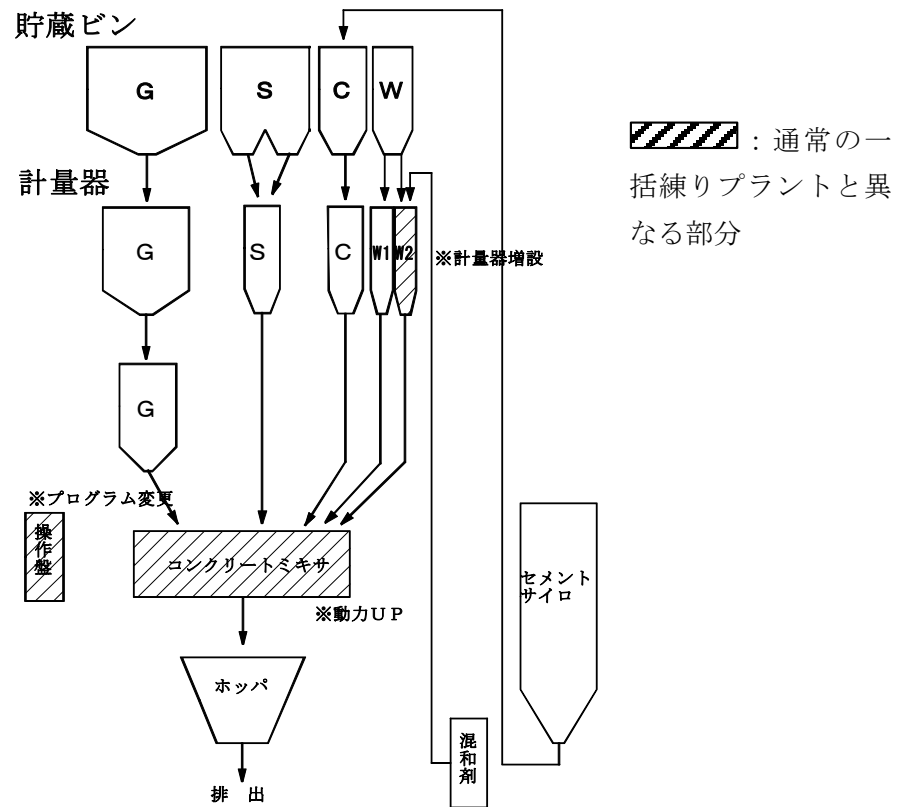 貯蔵ビン
G
S
C
W
:通常の一
括練りプラントと異
なる部分
計量器
G
S
C
W1
W2
※計量器増設
G
※プログラム変更
操作盤
コンクリートミキサ
※動力UP
セメント
サイロ
ホッパ
混和剤
排 出